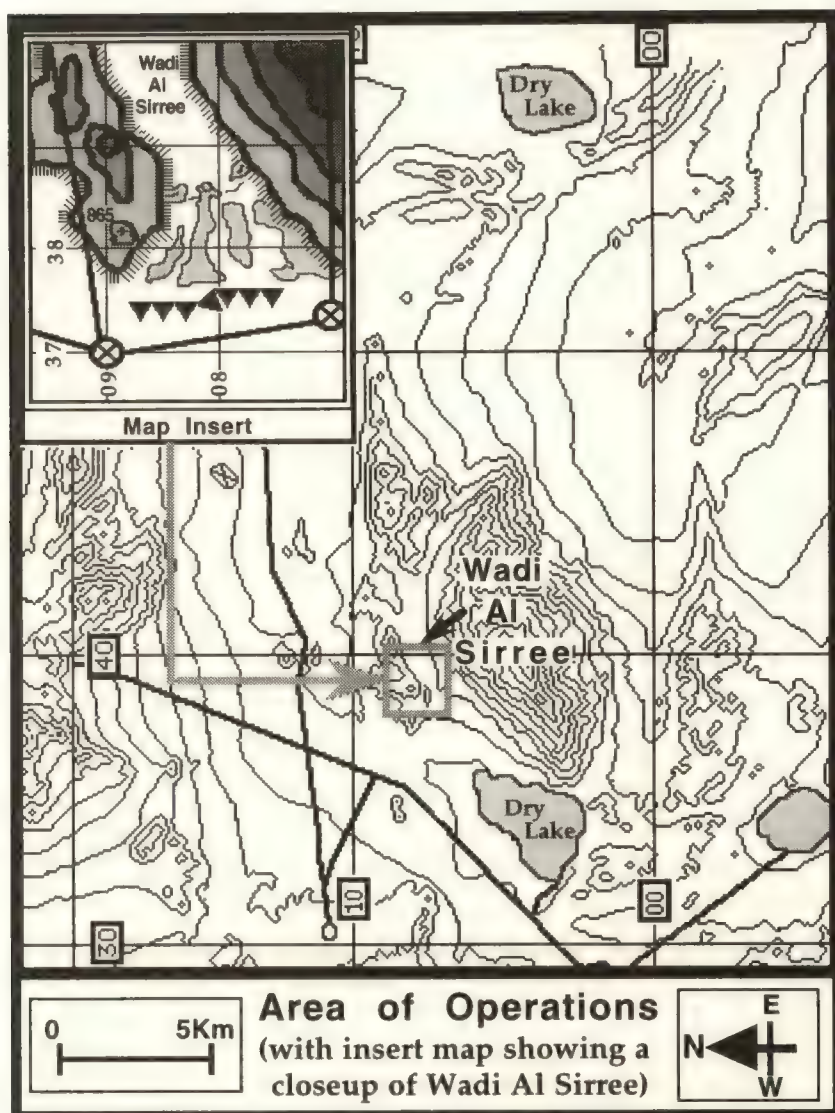 Wadi
Al
Sirree
865
38
37
09
08
Map Insert
00
Dry
Lake
Wadi
Al
Sirree
40
Dry
Lake
30
10
00
0 5Km
Area of Operations
(with insert map showing a
closeup of Wadi Al Sirree)
E
N
W